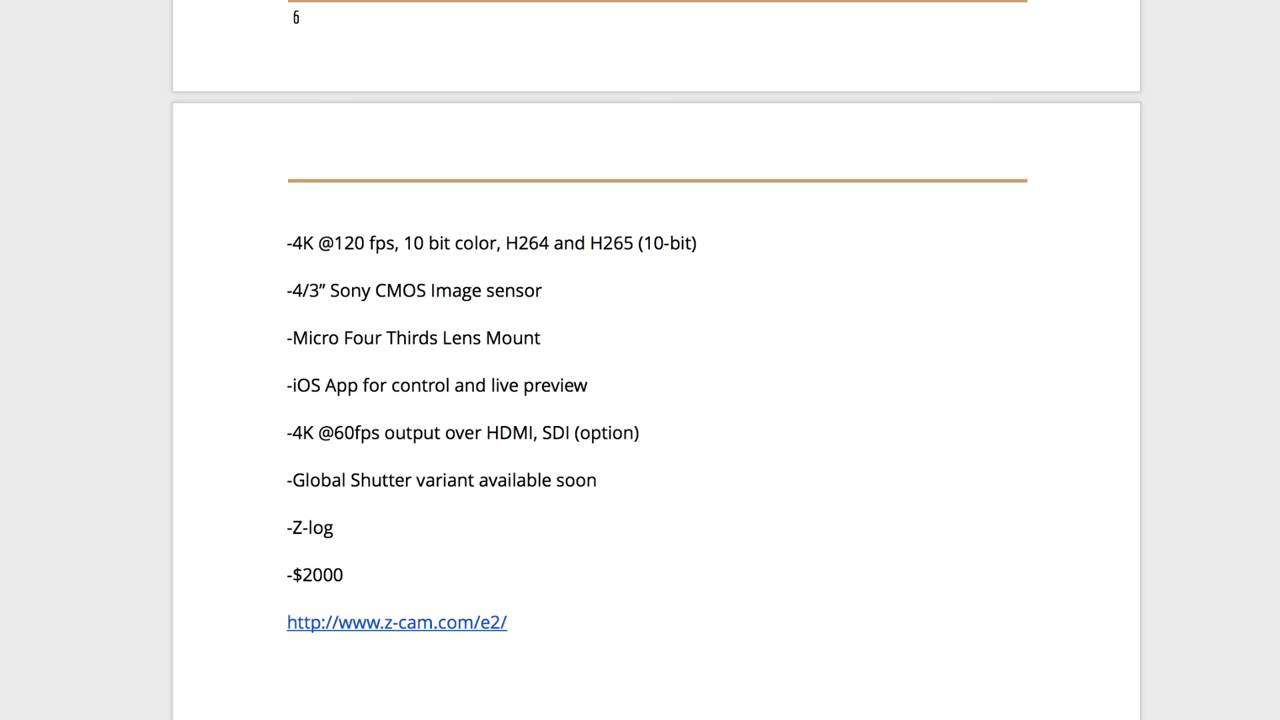 6
-4K @120 fps, 10 bit color, H264 and H265 (10-bit)
-4/3” Sony CMOS Image sensor
-Micro Four Thirds Lens Mount
-iOS App for control and live preview
-4K @60fps output over HDMI, SDI (option)
-Global Shutter variant available soon
-Z-log
-$2000
http://www.z-cam.com/e2/